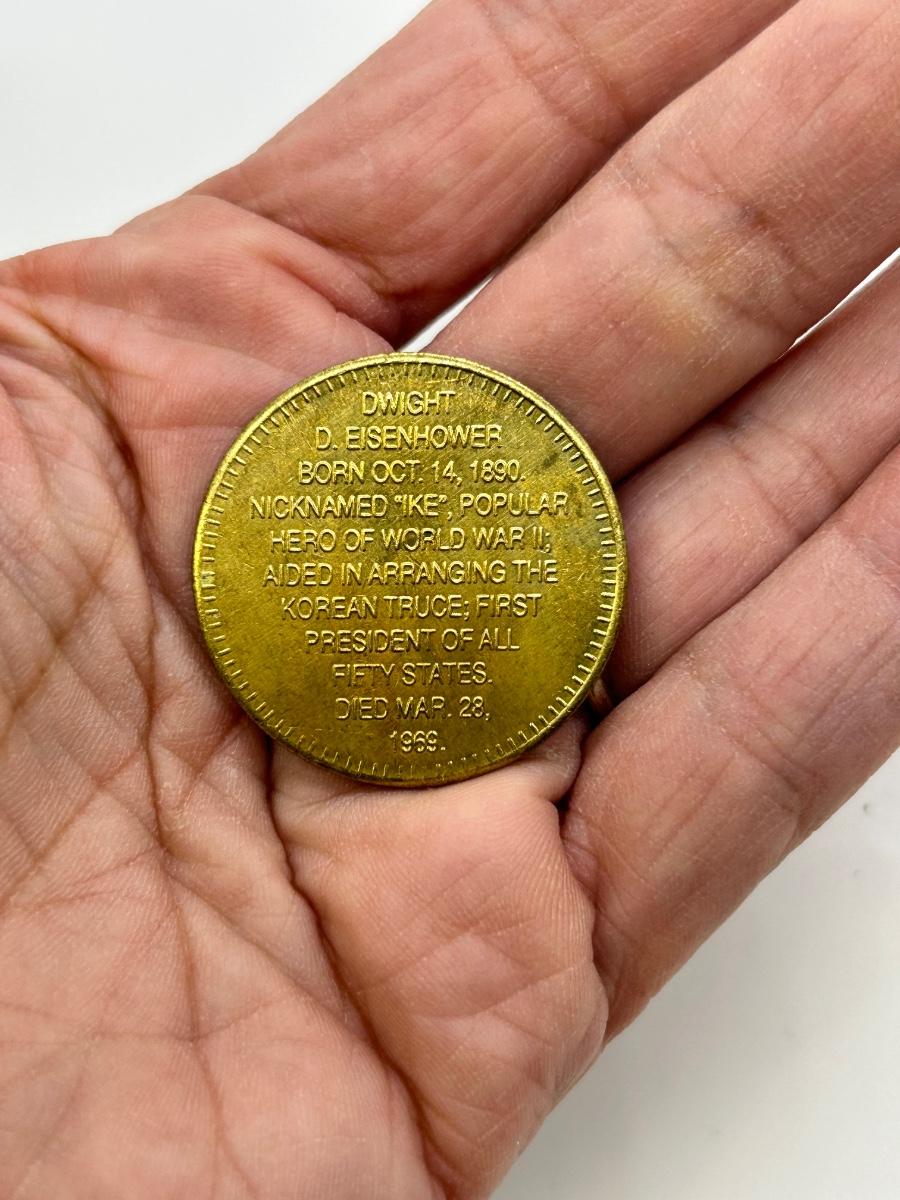 DWIGHT
D. EISENHOWER
BORN OCT. 14, 1890.
NICKNAMED "IKE", POPULAR
HERO OF WORLD WAR II;
AIDED IN ARRANGING THE
KOREAN TRUCE; FIRST
PRESIDENT OF ALL
FIFTY STATES.
DIED MAR. 28,
1969.